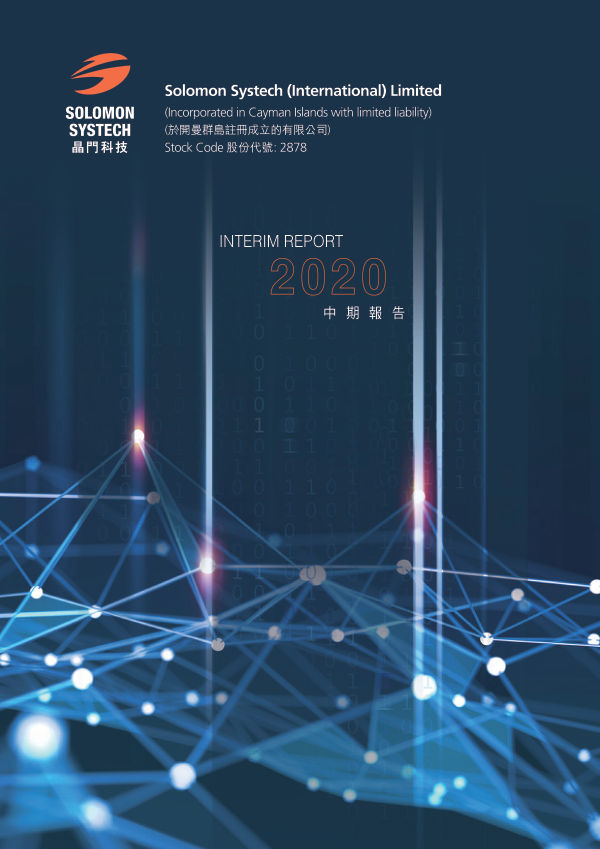 SOLOMON
SYSTECH
晶門科技
Solomon Systech (International) Limited
(Incorporated in Cayman Islands with limited liability)
(於開曼群島註冊成立的有限公司)
Stock Code 股份代號: 2878
INTERIM REPORT
2020
中期報告